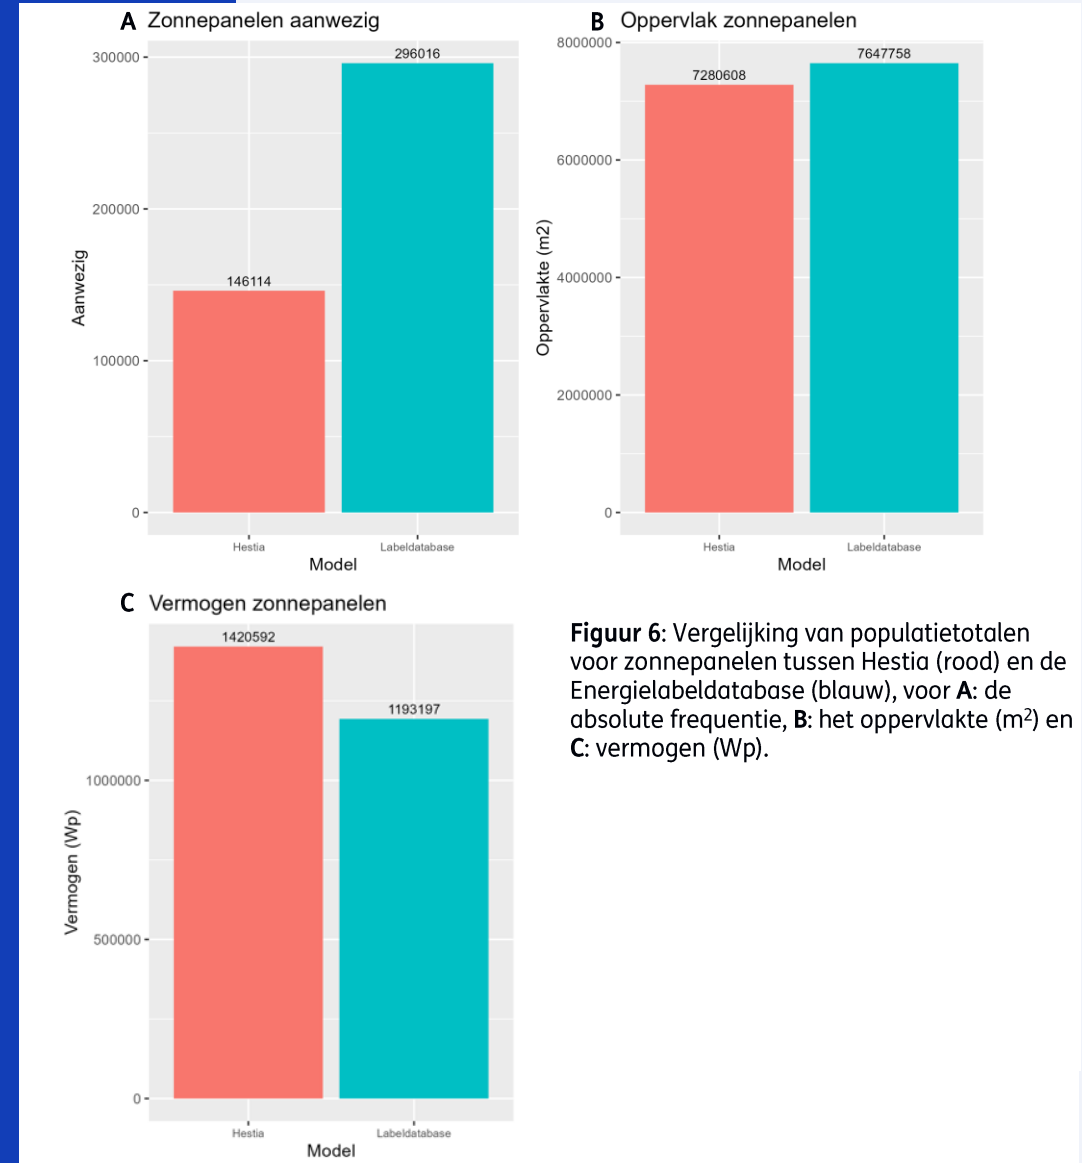 A Zonnepanelen aanwezig
300000
200000
100000
0
Aanwezig
296016
146114
Hestia
Labeldatabase
Model
B Oppervlak zonnepanelen
8000000
6000000
4000000
2000000
0
Oppervlakte (m2)
7647758
7280608
Hestia
Labeldatabase
Model
C Vermogen zonnepanelen
1000000
500000
0
Vermogen (Wp)
1420592
1193197
Hestia
Labeldatabase
Model
Figuur 6: Vergelijking van populatietotalen
voor zonnepanelen tussen Hestia (rood) en de
Energielabeldatabase (blauw), voor A: de
absolute frequentie, B: het oppervlakte (m²) en
C: vermogen (Wp).